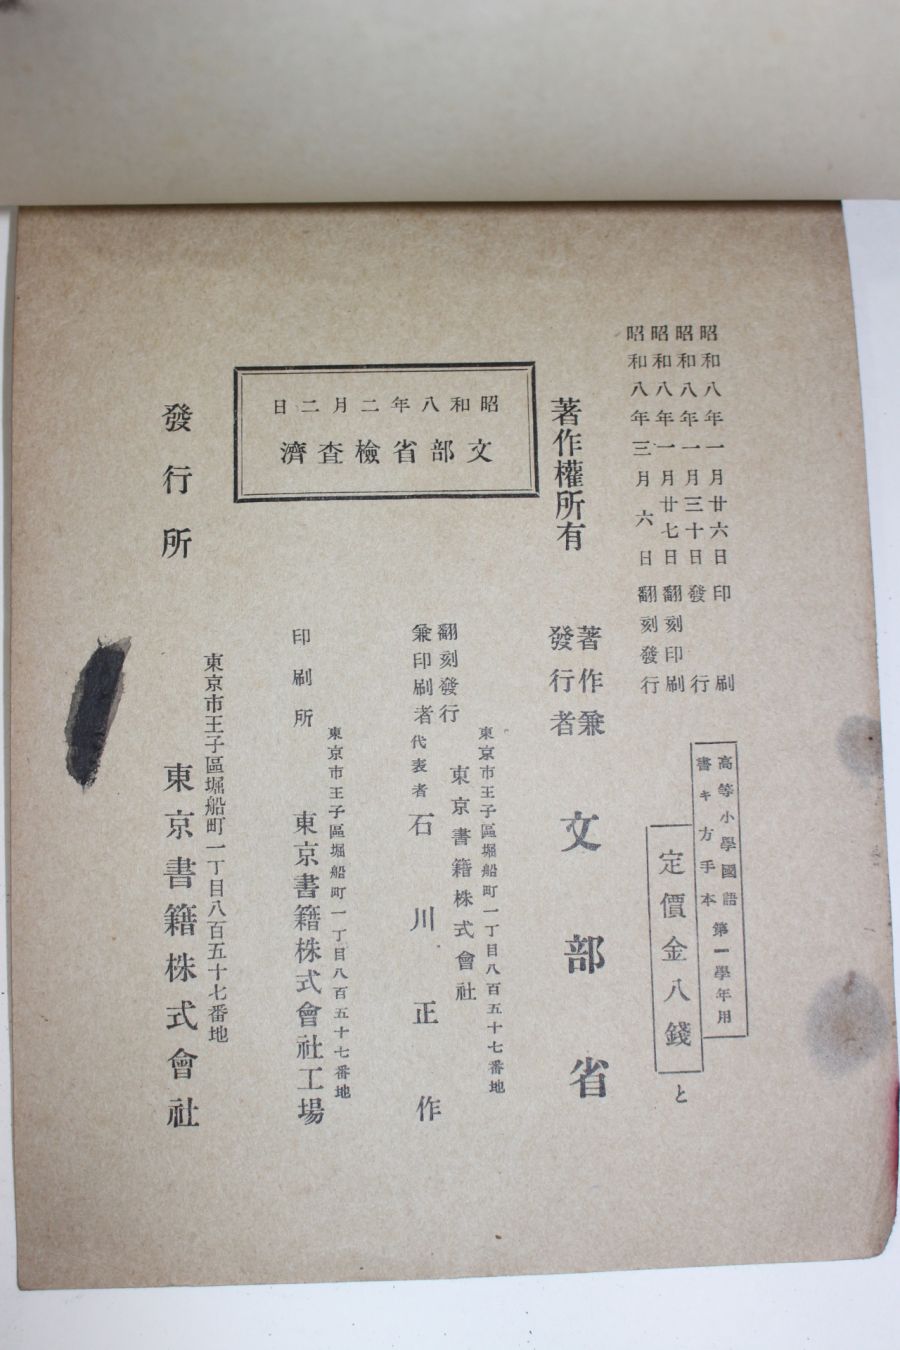 昭和八年一月廿六日印刷
昭和八年一月三十日發行
昭和八年一月廿七日翻刻印刷
昭和八年三月六日翻刻發行
高等小學國語
書キ方手本
第一學年用
定價金八錢
と
著作權所有
著作兼
發行者
文部省
昭和八年二月二日
文部省檢査濟
翻刻發行
兼印刷者
東京市王子區堀船町一丁目八百五十七番地
東京書籍株式會社
代表者 石川正作
印刷所
東京市王子區堀船町一丁目八百五十七番地
東京書籍株式會社工場
發行所
東京市王子區堀船町一丁目八百五十七番地
東京書籍株式會社